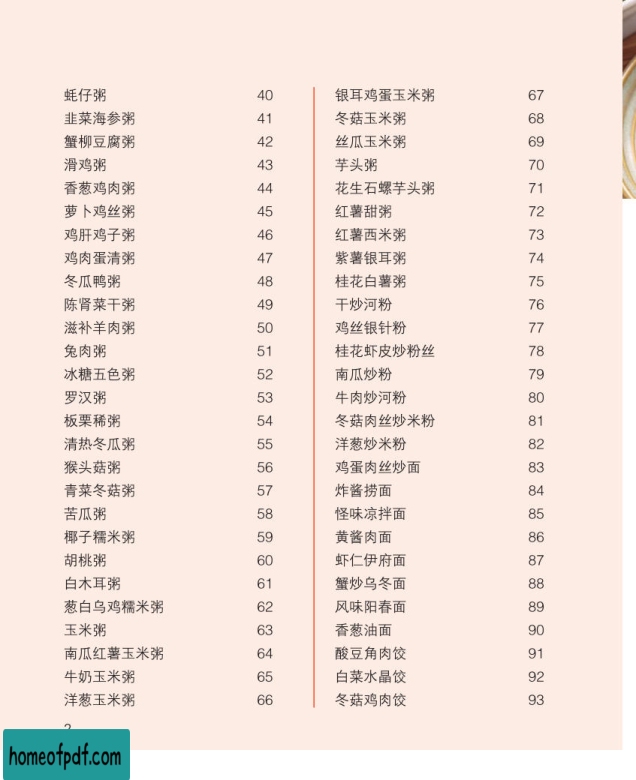 蚝仔粥 40
韭菜海参粥 41
蟹柳豆腐粥 42
滑鸡粥 43
香葱鸡肉粥 44
萝卜鸡丝粥 45
鸡肝鸡子粥 46
鸡肉蛋清粥 47
冬瓜鸭粥 48
陈肾菜干粥 49
滋补羊肉粥 50
兔肉粥 51
冰糖五色粥 52
罗汉粥 53
板栗稀粥 54
清热冬瓜粥 55
猴头菇粥 56
青菜冬菇粥 57
苦瓜粥 58
椰子糯米粥 59
胡桃粥 60
白木耳粥 61
葱白乌鸡糯米粥 62
玉米粥 63
南瓜红薯玉米粥 64
牛奶玉米粥 65
洋葱玉米粥 66
银耳鸡蛋玉米粥 67
冬菇玉米粥 68
丝瓜玉米粥 69
芋头粥 70
花生石螺芋头粥 71
红薯甜粥 72
红薯西米粥 73
紫薯银耳粥 74
桂花白薯粥 75
干炒河粉 76
鸡丝银针粉 77
桂花虾皮炒粉丝 78
南瓜炒粉 79
牛肉炒河粉 80
冬菇肉丝炒米粉 81
洋葱炒米粉 82
鸡蛋肉丝炒面 83
炸酱捞面 84
怪味凉拌面 85
黄酱肉面 86
虾仁伊府面 87
蟹炒乌冬面 88
风味阳春面 89
香葱油面 90
酸豆角肉饺 91
白菜水晶饺 92
冬菇鸡肉饺 93
2
homeofpdf.com